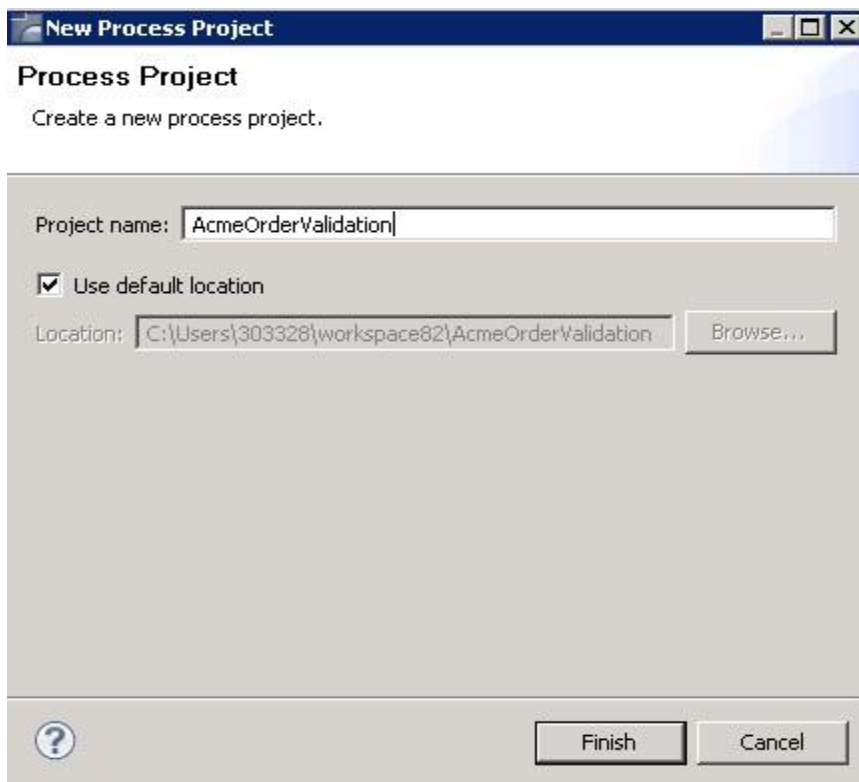 New Process Project
Process Project
Create a new process project.
Project name: AcmeOrderValidation
Use default location
Location: C:\Users\303328\workspace82\AcmeOrderValidation Browse...
? Finish Cancel